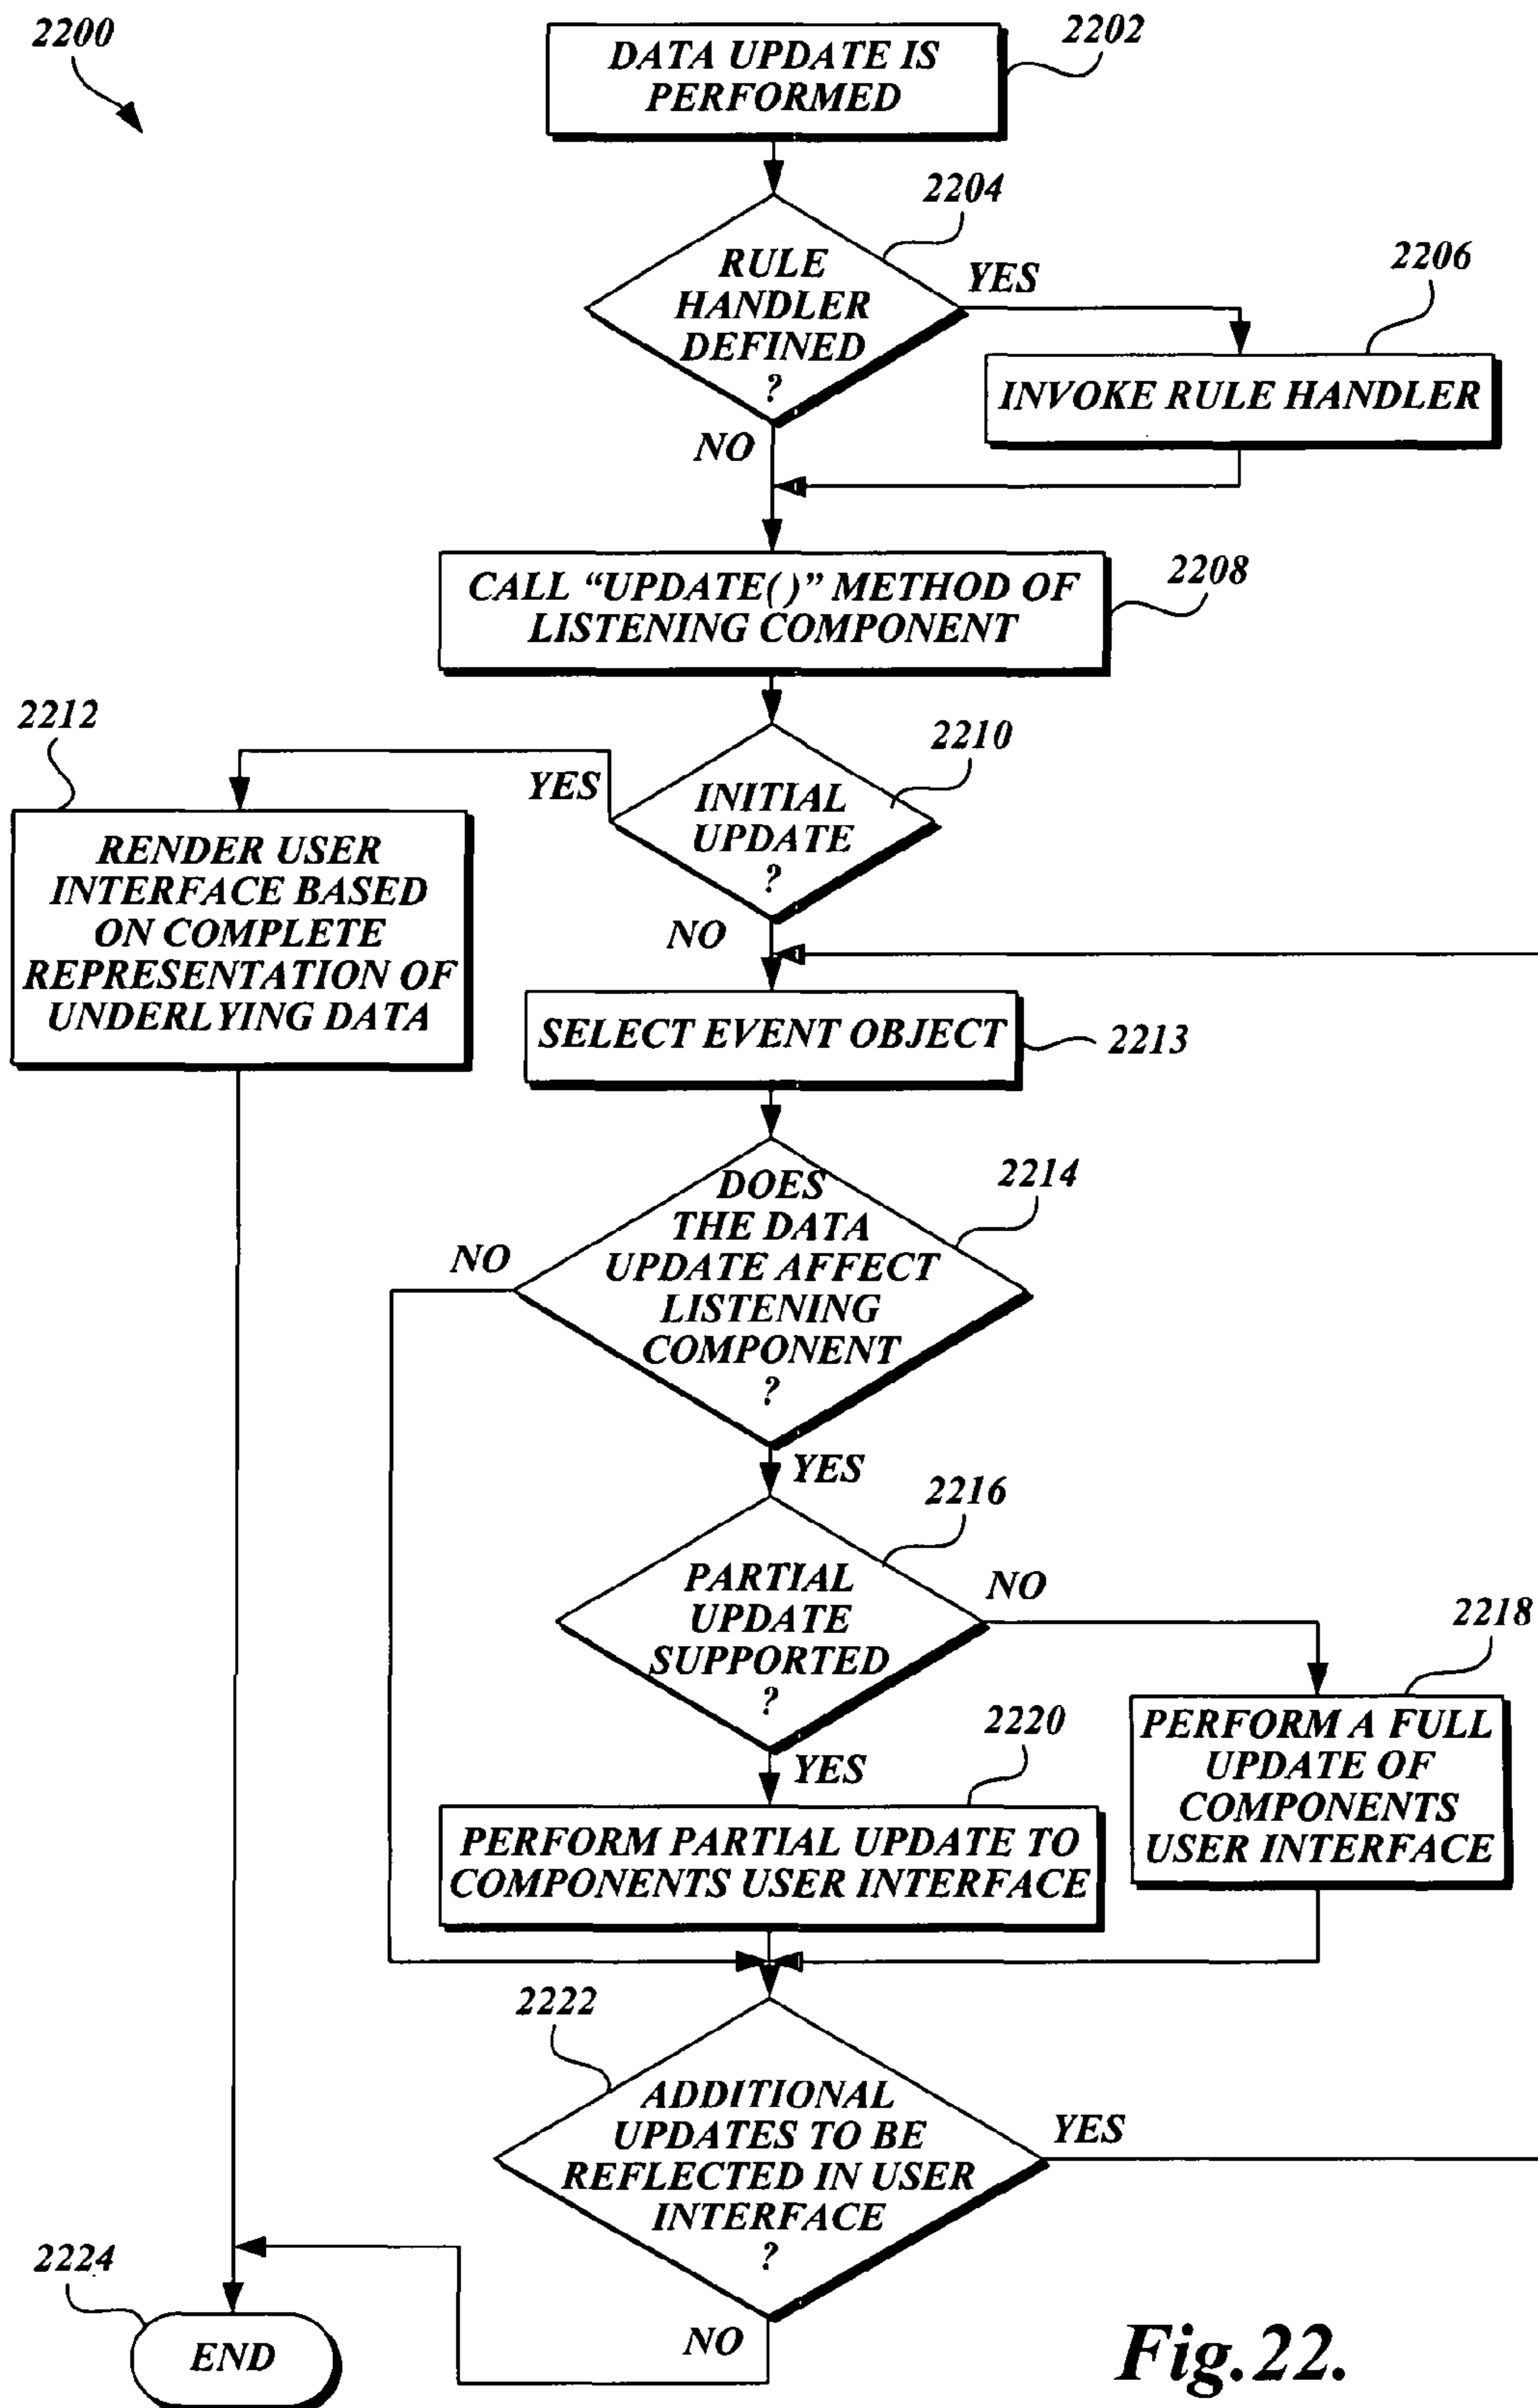 2200
DATA UPDATE IS
PERFORMED
2202
2204
RULE
HANDLER
DEFINED
?
YES
2206
INVOKE RULE HANDLER
NO
CALL “UPDATE( )” METHOD OF
LISTENING COMPONENT
2208
2212
2210
YES
INITIAL
UPDATE
?
RENDER USER
INTERFACE BASED
ON COMPLETE
REPRESENTATION OF
UNDERLYING DATA
NO
SELECT EVENT OBJECT
2213
2214
DOES
THE DATA
UPDATE AFFECT
LISTENING
COMPONENT
?
NO
YES
2216
PARTIAL
UPDATE
SUPPORTED
?
NO
2218
PERFORM A FULL
UPDATE OF
COMPONENTS
USER INTERFACE
YES
2220
PERFORM PARTIAL UPDATE TO
COMPONENTS USER INTERFACE
2222
ADDITIONAL
UPDATES TO BE
REFLECTED IN USER
INTERFACE
?
YES
2224
END
NO
Fig.22.